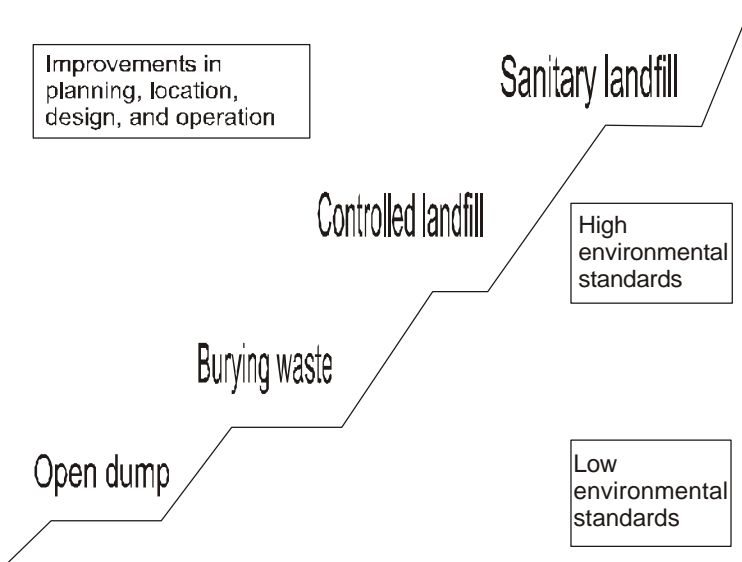 Improvements in
planning, location,
design, and operation
Sanitary landfill
Controlled landfill
High
environmental
standards
Burying waste
Open dump
Low
environmental
standards